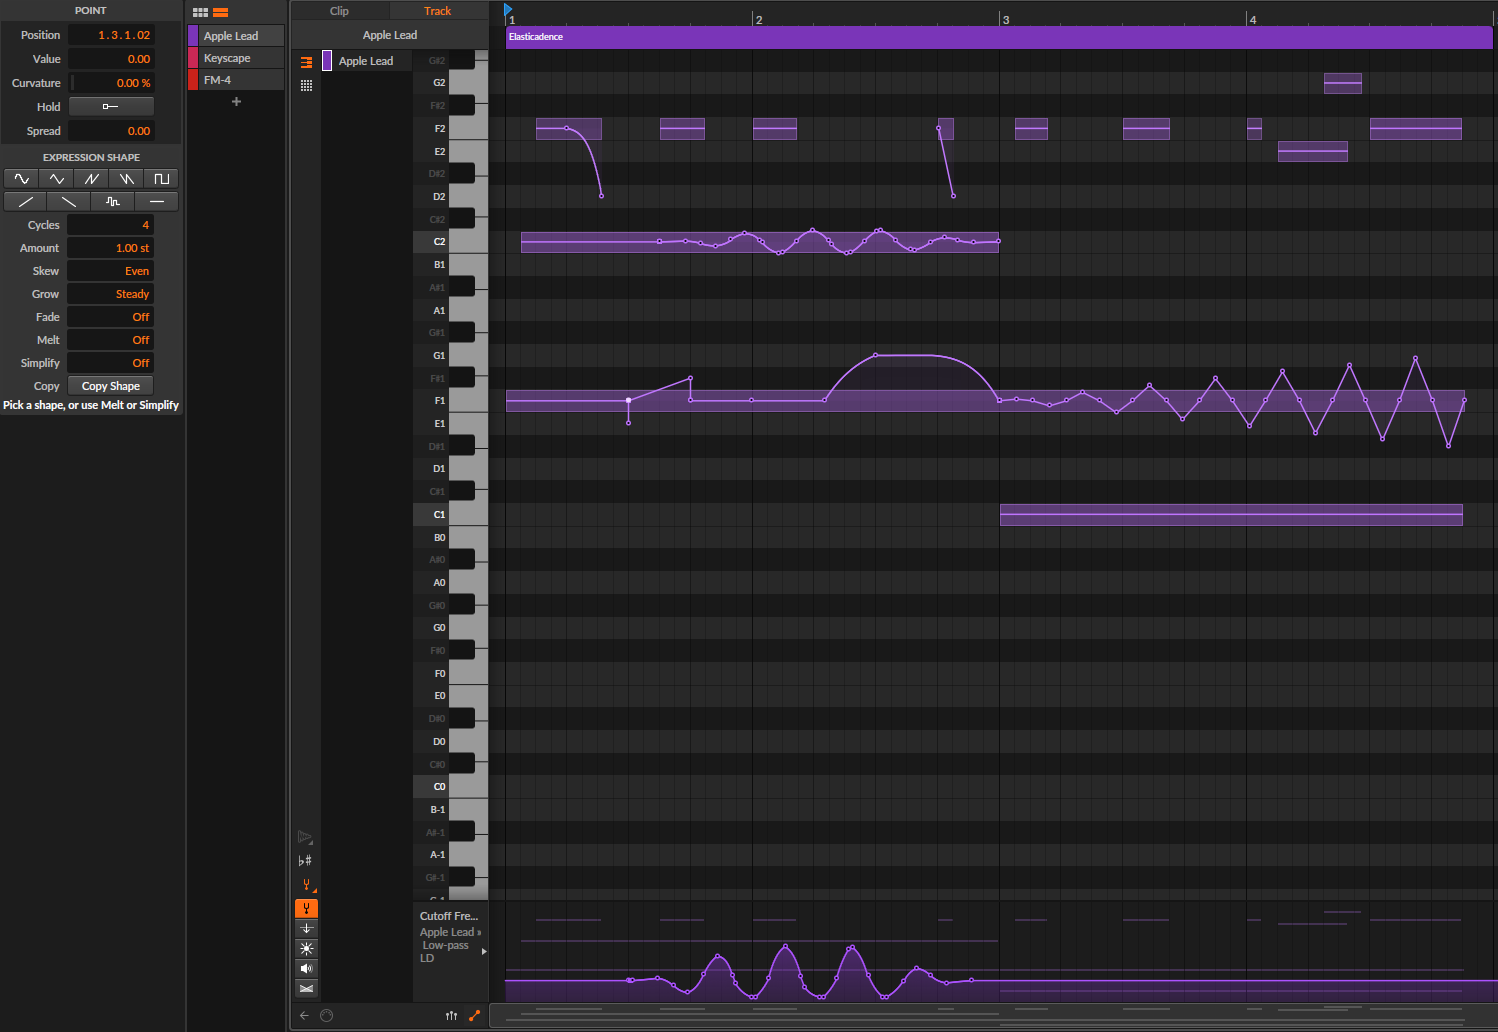 POINT
Position 1.3.1.02
Value 0.00
Curvature 0.00 %
Hold
Spread 0.00
EXPRESSION SHAPE
Cycles 4
Amount 1.00 st
Skew Even
Grow Steady
Fade Off
Melt Off
Simplify Off
Copy Copy Shape
Pick a shape, or use Melt or Simplify
Apple Lead
Keyscape
FM-4
+
Clip Track
Apple Lead
Apple Lead
1 2 3 4
Elasticadence
G#2
G2
F#2
F2
E2
D#2
D2
C#2
C2
B1
A#1
A1
G#1
G1
F#1
F1
E1
D#1
D1
C#1
C1
B0
A#0
A0
G#0
G0
F#0
F0
E0
D#0
D0
C#0
C0
B-1
A#-1
A-1
G#-1
Cutoff Fre...
Apple Lead »
Low-pass
LD